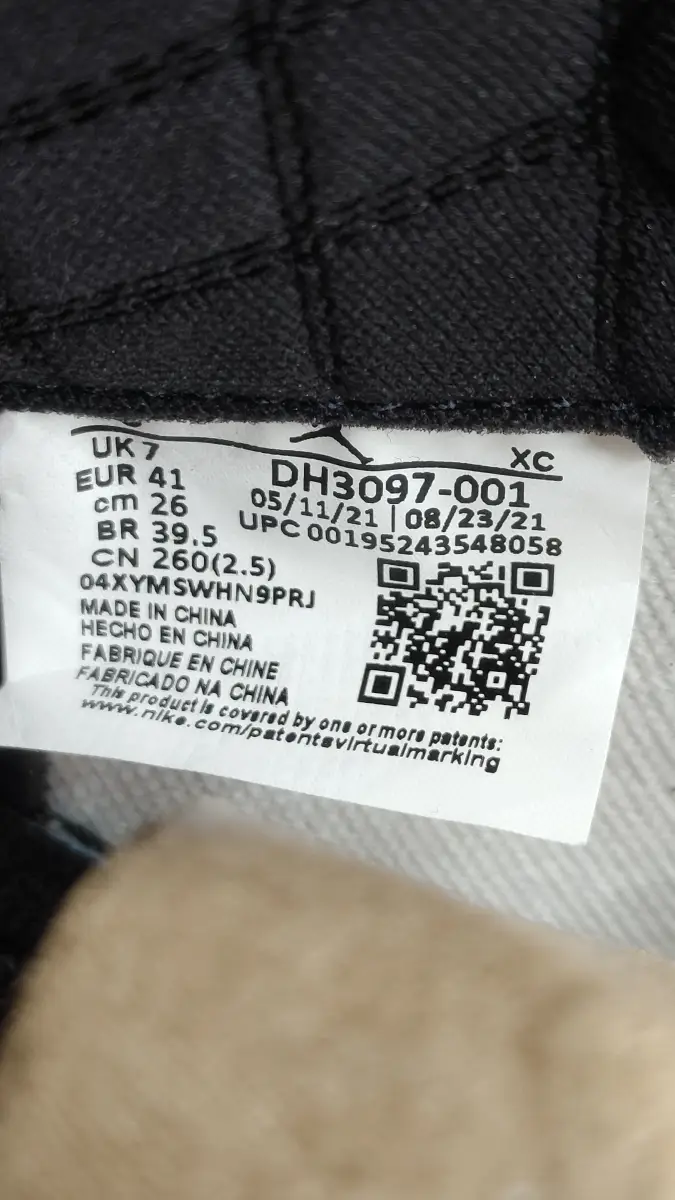 UK 7
EUR 41
cm 26
BR 39.5
CN 260(2.5)
04XYMSWHN9PRJ
MADE IN CHINA
HECHO EN CHINA
FABRIQUE EN CHINE
FABRICADO NA CHINA
This product is covered by one or more patents:
www.nike.com/patentsvirtualmarking
XC
DH3097-001
05/11/21 | 08/23/21
UPC 00195243548058